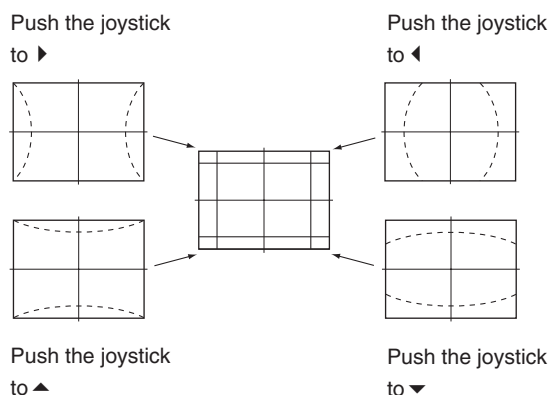 Push the joystick
to ▶
Push the joystick
to ◀
Push the joystick
to ▲
Push the joystick
to ▼